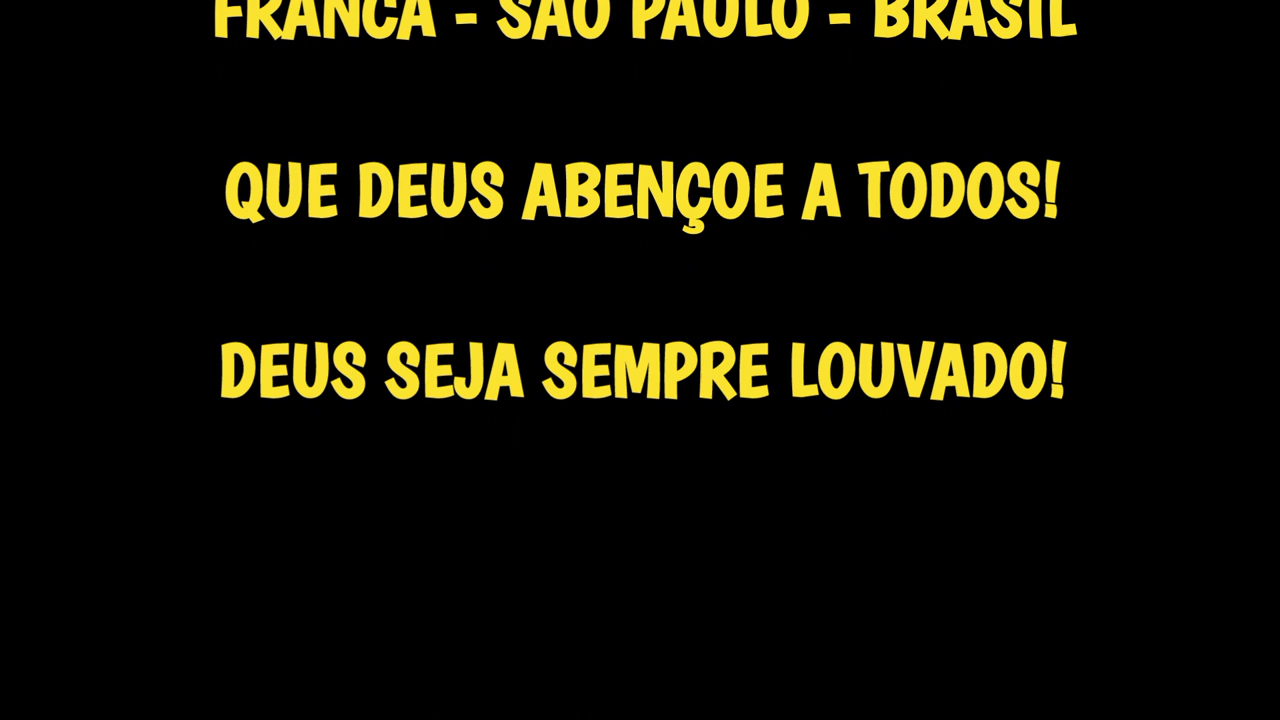 FRANCA - SÃO PAULO - BRASIL
QUE DEUS ABENÇOE A TODOS!
DEUS SEJA SEMPRE LOUVADO!